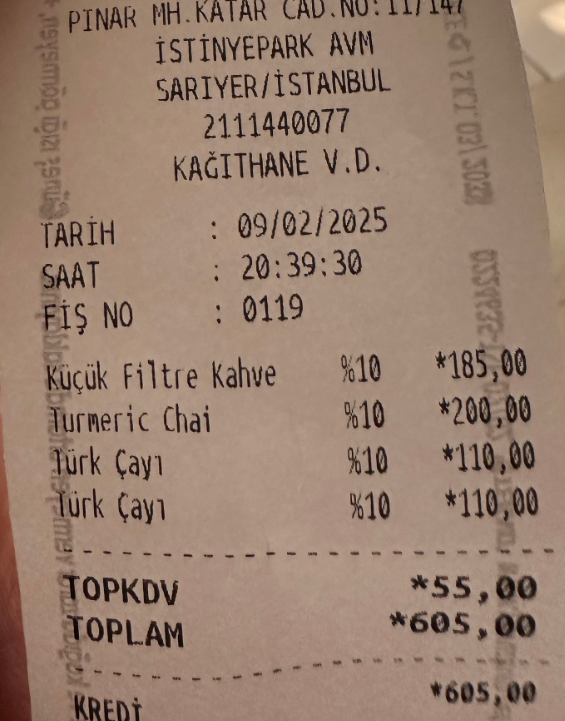 PINAR MH.KATAR CAD.NO:11/147
İSTİNYEPARK AVM
SARIYER/İSTANBUL
2111440077
KAĞITHANE V.D.
TARİH : 09/02/2025
SAAT : 20:39:30
FİŞ NO : 0119
Küçük Filtre Kahve %10 *185,00
Turmeric Chai %10 *200,00
Türk Çayı %10 *110,00
Türk Çayı %10 *110,00
TOPKDV *55,00
TOPLAM *605,00
KREDİ *605,00